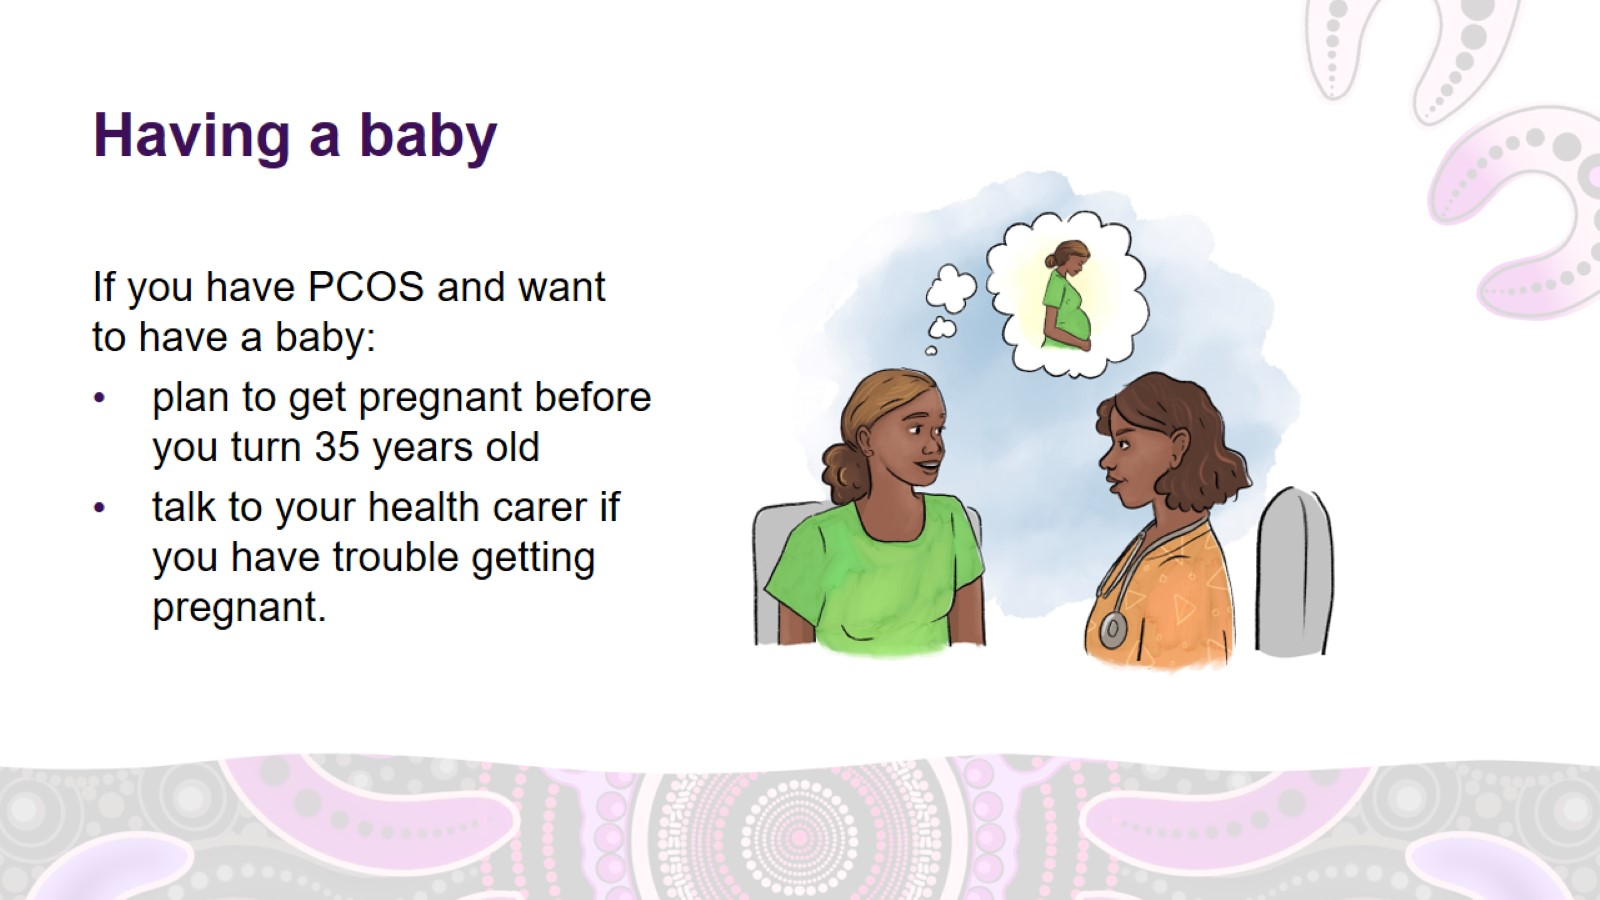 Having a baby
If you have PCOS and want
to have a baby:
• plan to get pregnant before
you turn 35 years old
• talk to your health carer if
you have trouble getting
pregnant.